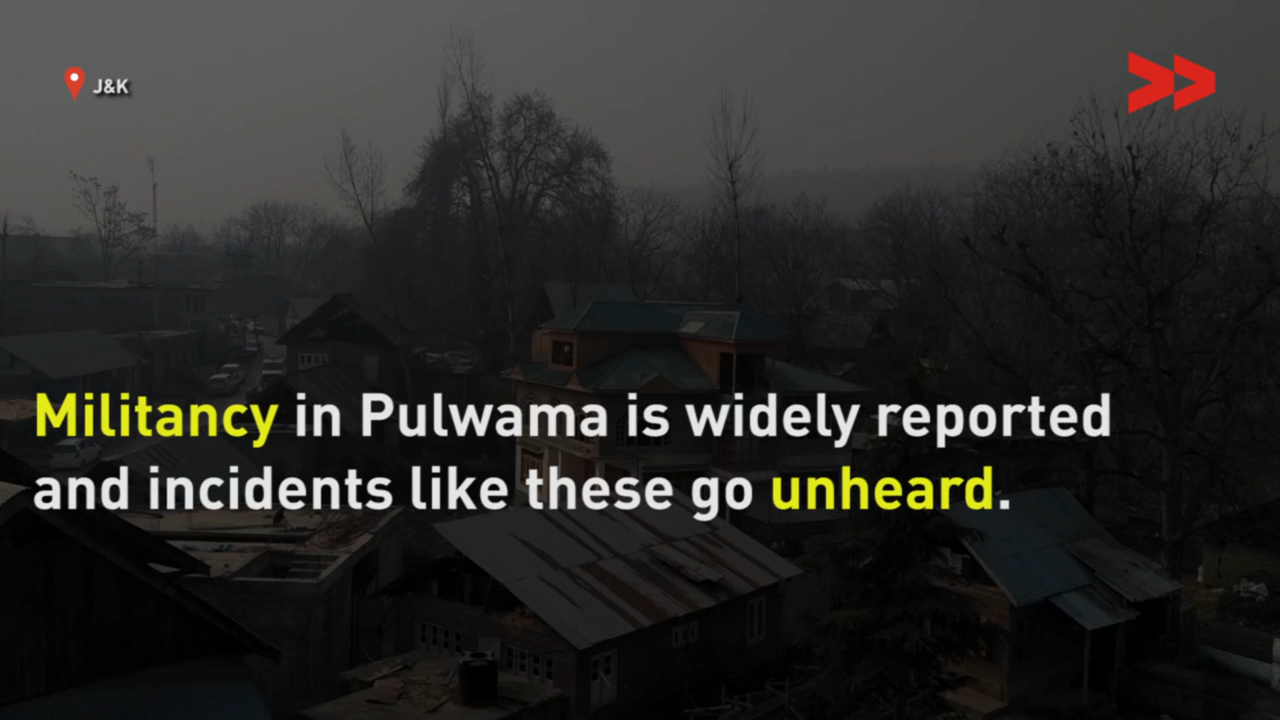 J&K
Militancy in Pulwama is widely reported
and incidents like these go unheard.